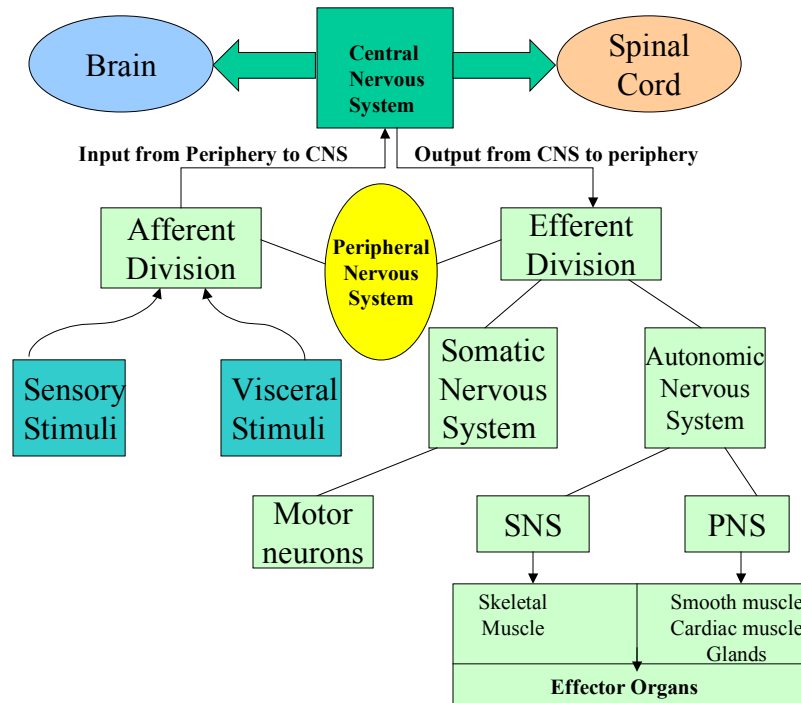 Brain
Central
Nervous
System
Spinal
Cord
Input from Periphery to CNS
Output from CNS to periphery
Afferent
Division
Peripheral
Nervous
System
Efferent
Division
Sensory
Stimuli
Visceral
Stimuli
Somatic
Nervous
System
Autonomic
Nervous
System
Motor
neurons
SNS
PNS
Skeletal
Muscle
Smooth muscle
Cardiac muscle
Glands
Effector Organs